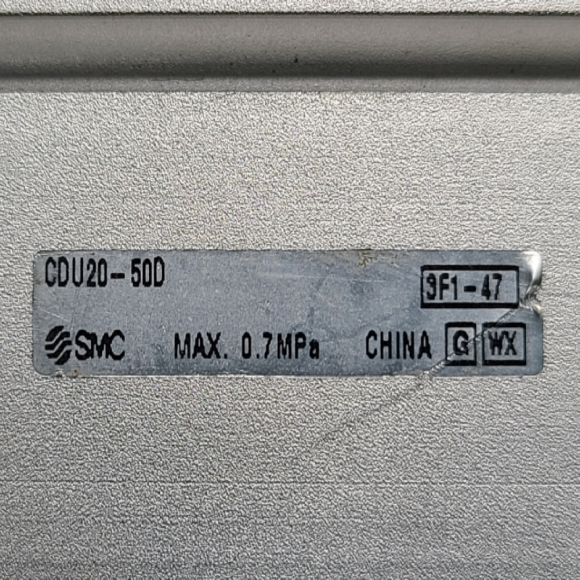 CDU20-50D 3F1-47
SMC MAX. 0.7MPa CHINA G WX